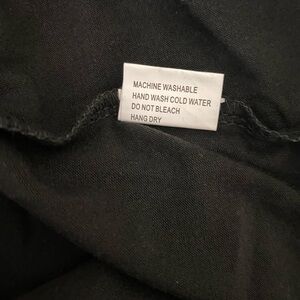 MACHINE WASHABLE
HAND WASH COLD WATER
DO NOT BLEACH
HANG DRY